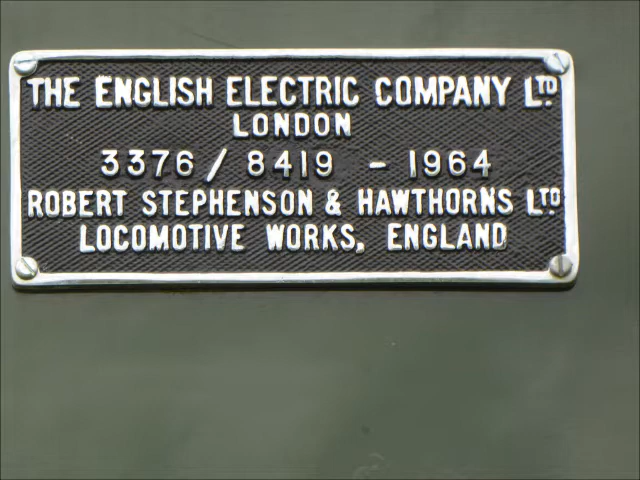 THE ENGLISH ELECTRIC COMPANY LTD.
LONDON
3376 / 8419 - 1964
ROBERT STEPHENSON & HAWTHORNS LTD.
LOCOMOTIVE WORKS, ENGLAND